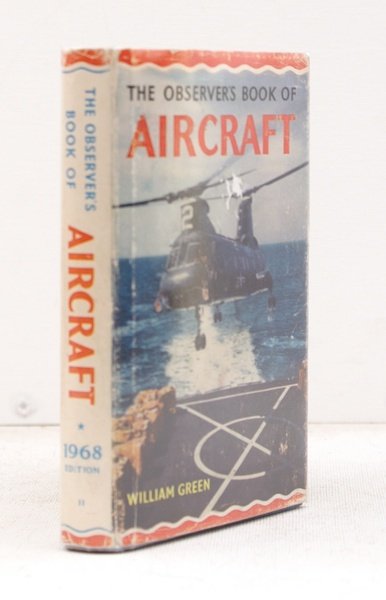 THE OBSERVER'S
BOOK OF
AIRCRAFT
1968
EDITION
11
THE OBSERVER'S BOOK OF
AIRCRAFT
2
WILLIAM GREEN